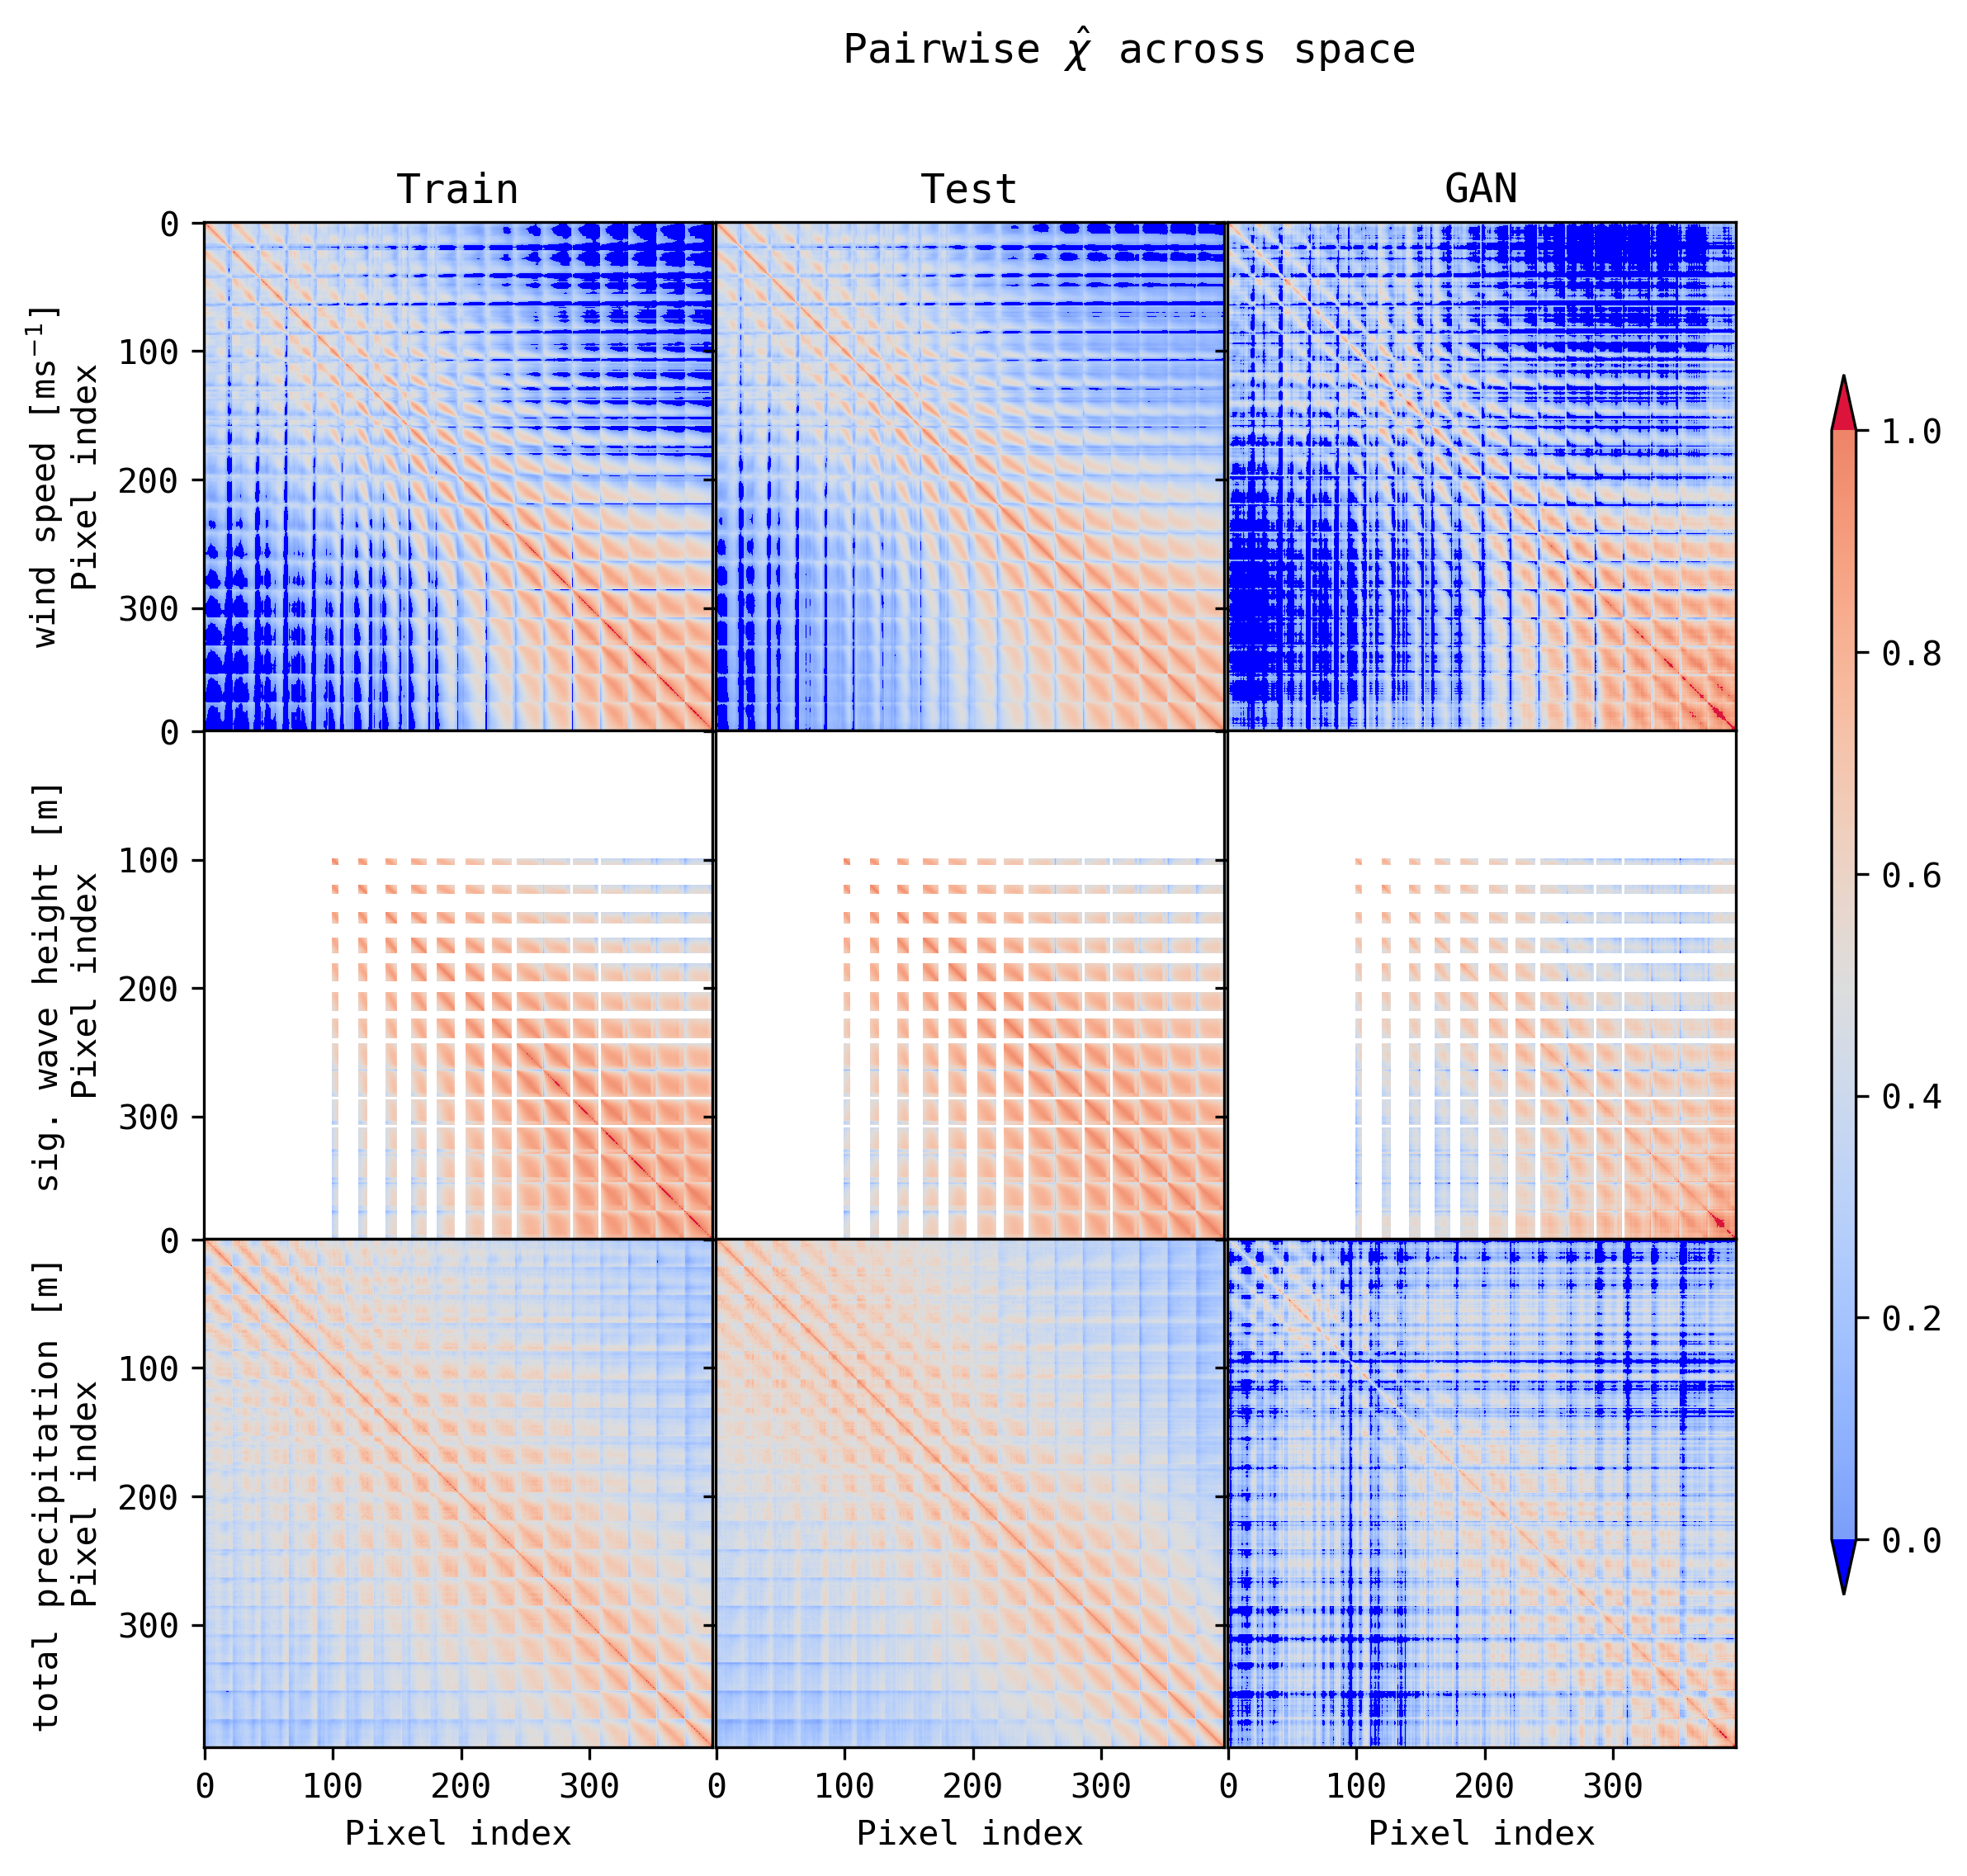 Pairwise χ̂ across space
Train Test GAN
wind speed [ms⁻¹]
Pixel index
0
100
200
300
sig. wave height [m]
Pixel index
0
100
200
300
total precipitation [m]
Pixel index
0
100
200
300
0 100 200 300 0 100 200 300 0 100 200 300
Pixel index Pixel index Pixel index
1.0
0.8
0.6
0.4
0.2
0.0